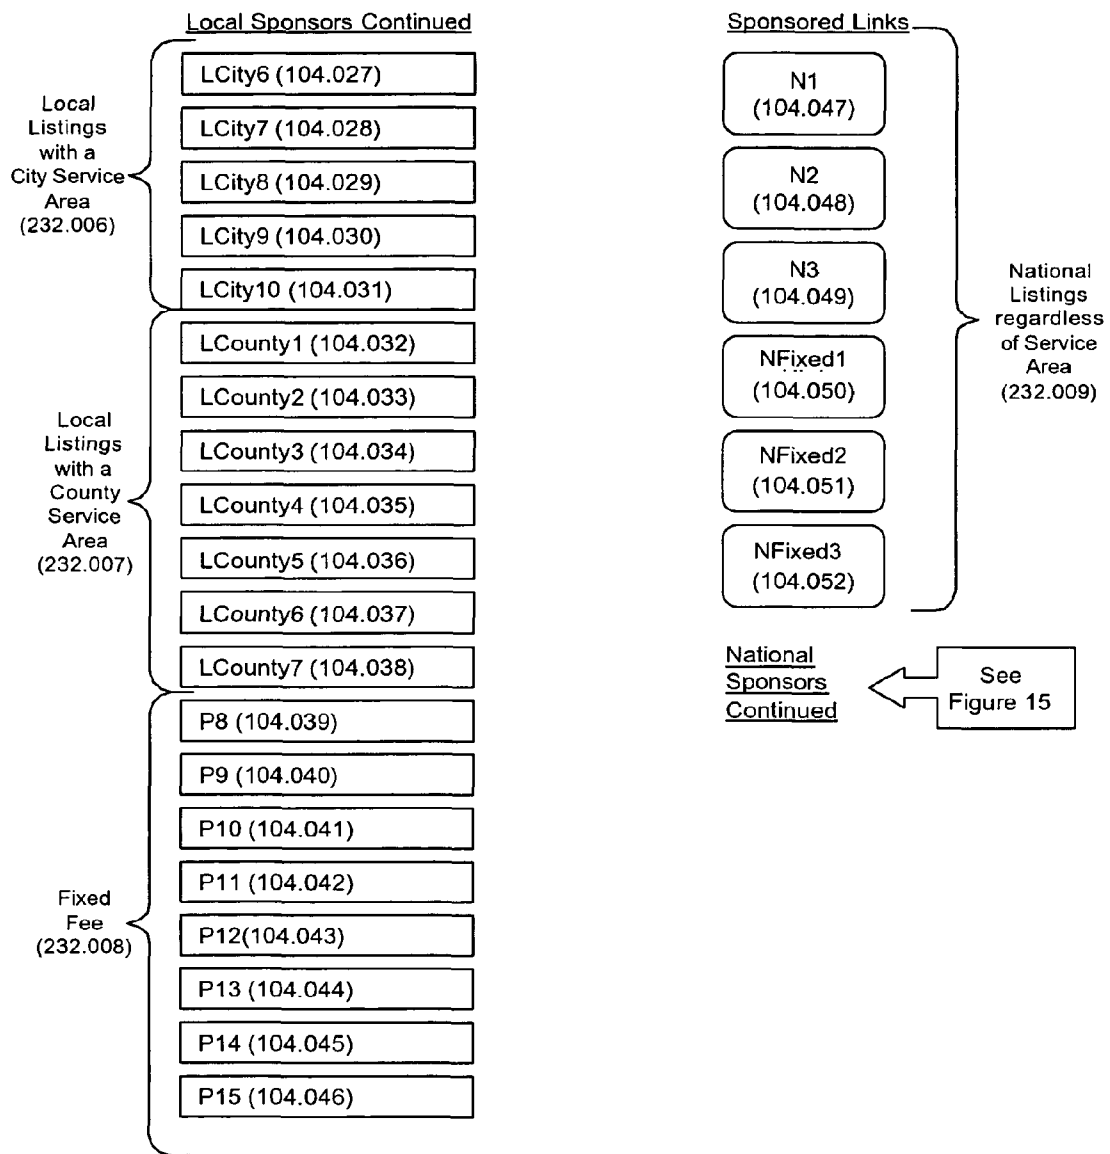 Local Sponsors Continued
Local
Listings
with a
City Service
Area
(232.006)
LCity6 (104.027)
LCity7 (104.028)
LCity8 (104.029)
LCity9 (104.030)
LCity10 (104.031)
Local
Listings
with a
County
Service
Area
(232.007)
LCounty1 (104.032)
LCounty2 (104.033)
LCounty3 (104.034)
LCounty4 (104.035)
LCounty5 (104.036)
LCounty6 (104.037)
LCounty7 (104.038)
Fixed
Fee
(232.008)
P8 (104.039)
P9 (104.040)
P10 (104.041)
P11 (104.042)
P12(104.043)
P13 (104.044)
P14 (104.045)
P15 (104.046)
Sponsored Links
N1
(104.047)
N2
(104.048)
N3
(104.049)
NFixed1
(104.050)
NFixed2
(104.051)
NFixed3
(104.052)
National
Listings
regardless
of Service
Area
(232.009)
National
Sponsors
Continued
See
Figure 15